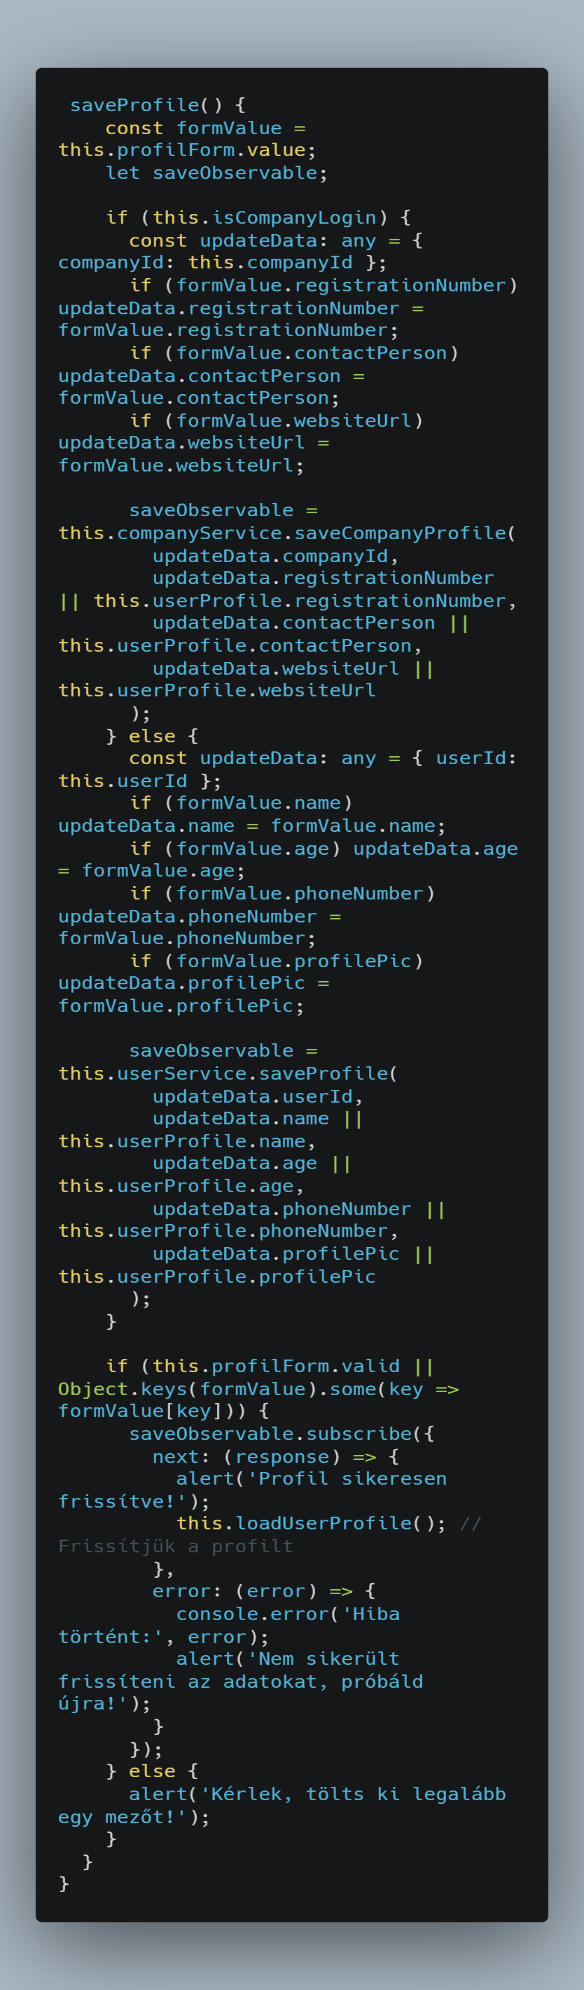 saveProfile() {
const formValue =
this.profilForm.value;
let saveObservable;
if (this.isCompanyLogin) {
const updateData: any = {
companyId: this.companyId };
if (formValue.registrationNumber)
updateData.registrationNumber =
formValue.registrationNumber;
if (formValue.contactPerson)
updateData.contactPerson =
formValue.contactPerson;
if (formValue.websiteUrl)
updateData.websiteUrl =
formValue.websiteUrl;
saveObservable =
this.companyService.saveCompanyProfile(
updateData.companyId,
updateData.registrationNumber
|| this.userProfile.registrationNumber,
updateData.contactPerson ||
this.userProfile.contactPerson,
updateData.websiteUrl ||
this.userProfile.websiteUrl
);
} else {
const updateData: any = { userId:
this.userId };
if (formValue.name)
updateData.name = formValue.name;
if (formValue.age) updateData.age
= formValue.age;
if (formValue.phoneNumber)
updateData.phoneNumber =
formValue.phoneNumber;
if (formValue.profilePic)
updateData.profilePic =
formValue.profilePic;
saveObservable =
this.userService.saveProfile(
updateData.userId,
updateData.name ||
this.userProfile.name,
updateData.age ||
this.userProfile.age,
updateData.phoneNumber ||
this.userProfile.phoneNumber,
updateData.profilePic ||
this.userProfile.profilePic
);
}
if (this.profilForm.valid ||
Object.keys(formValue).some(key =>
formValue[key])) {
saveObservable.subscribe({
next: (response) => {
alert('Profil sikeresen
frissítve!');
this.loadUserProfile(); //
Frissítjük a profilt
},
error: (error) => {
console.error('Hiba
történt:', error);
alert('Nem sikerült
frissíteni az adatokat, próbáld
újra!');
}
});
} else {
alert('Kérlek, tölts ki legalább
egy mezőt!');
}
}
}